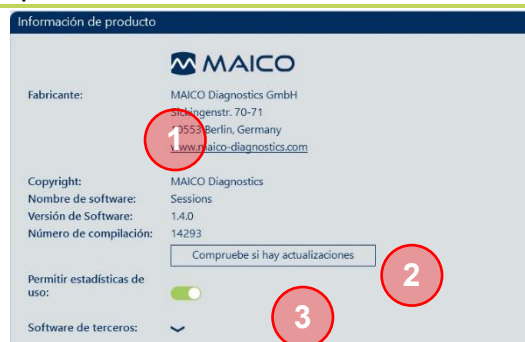 Información de producto
MAICO
Fabricante: MAICO Diagnostics GmbH
Sickingenstr. 70-71
10553 Berlin, Germany
www.maico-diagnostics.com
1
Copyright: MAICO Diagnostics
Nombre de software: Sessions
Versión de Software: 1.4.0
Número de compilación: 14293
Compruebe si hay actualizaciones
2
Permitir estadísticas de
uso:
3
Software de terceros: